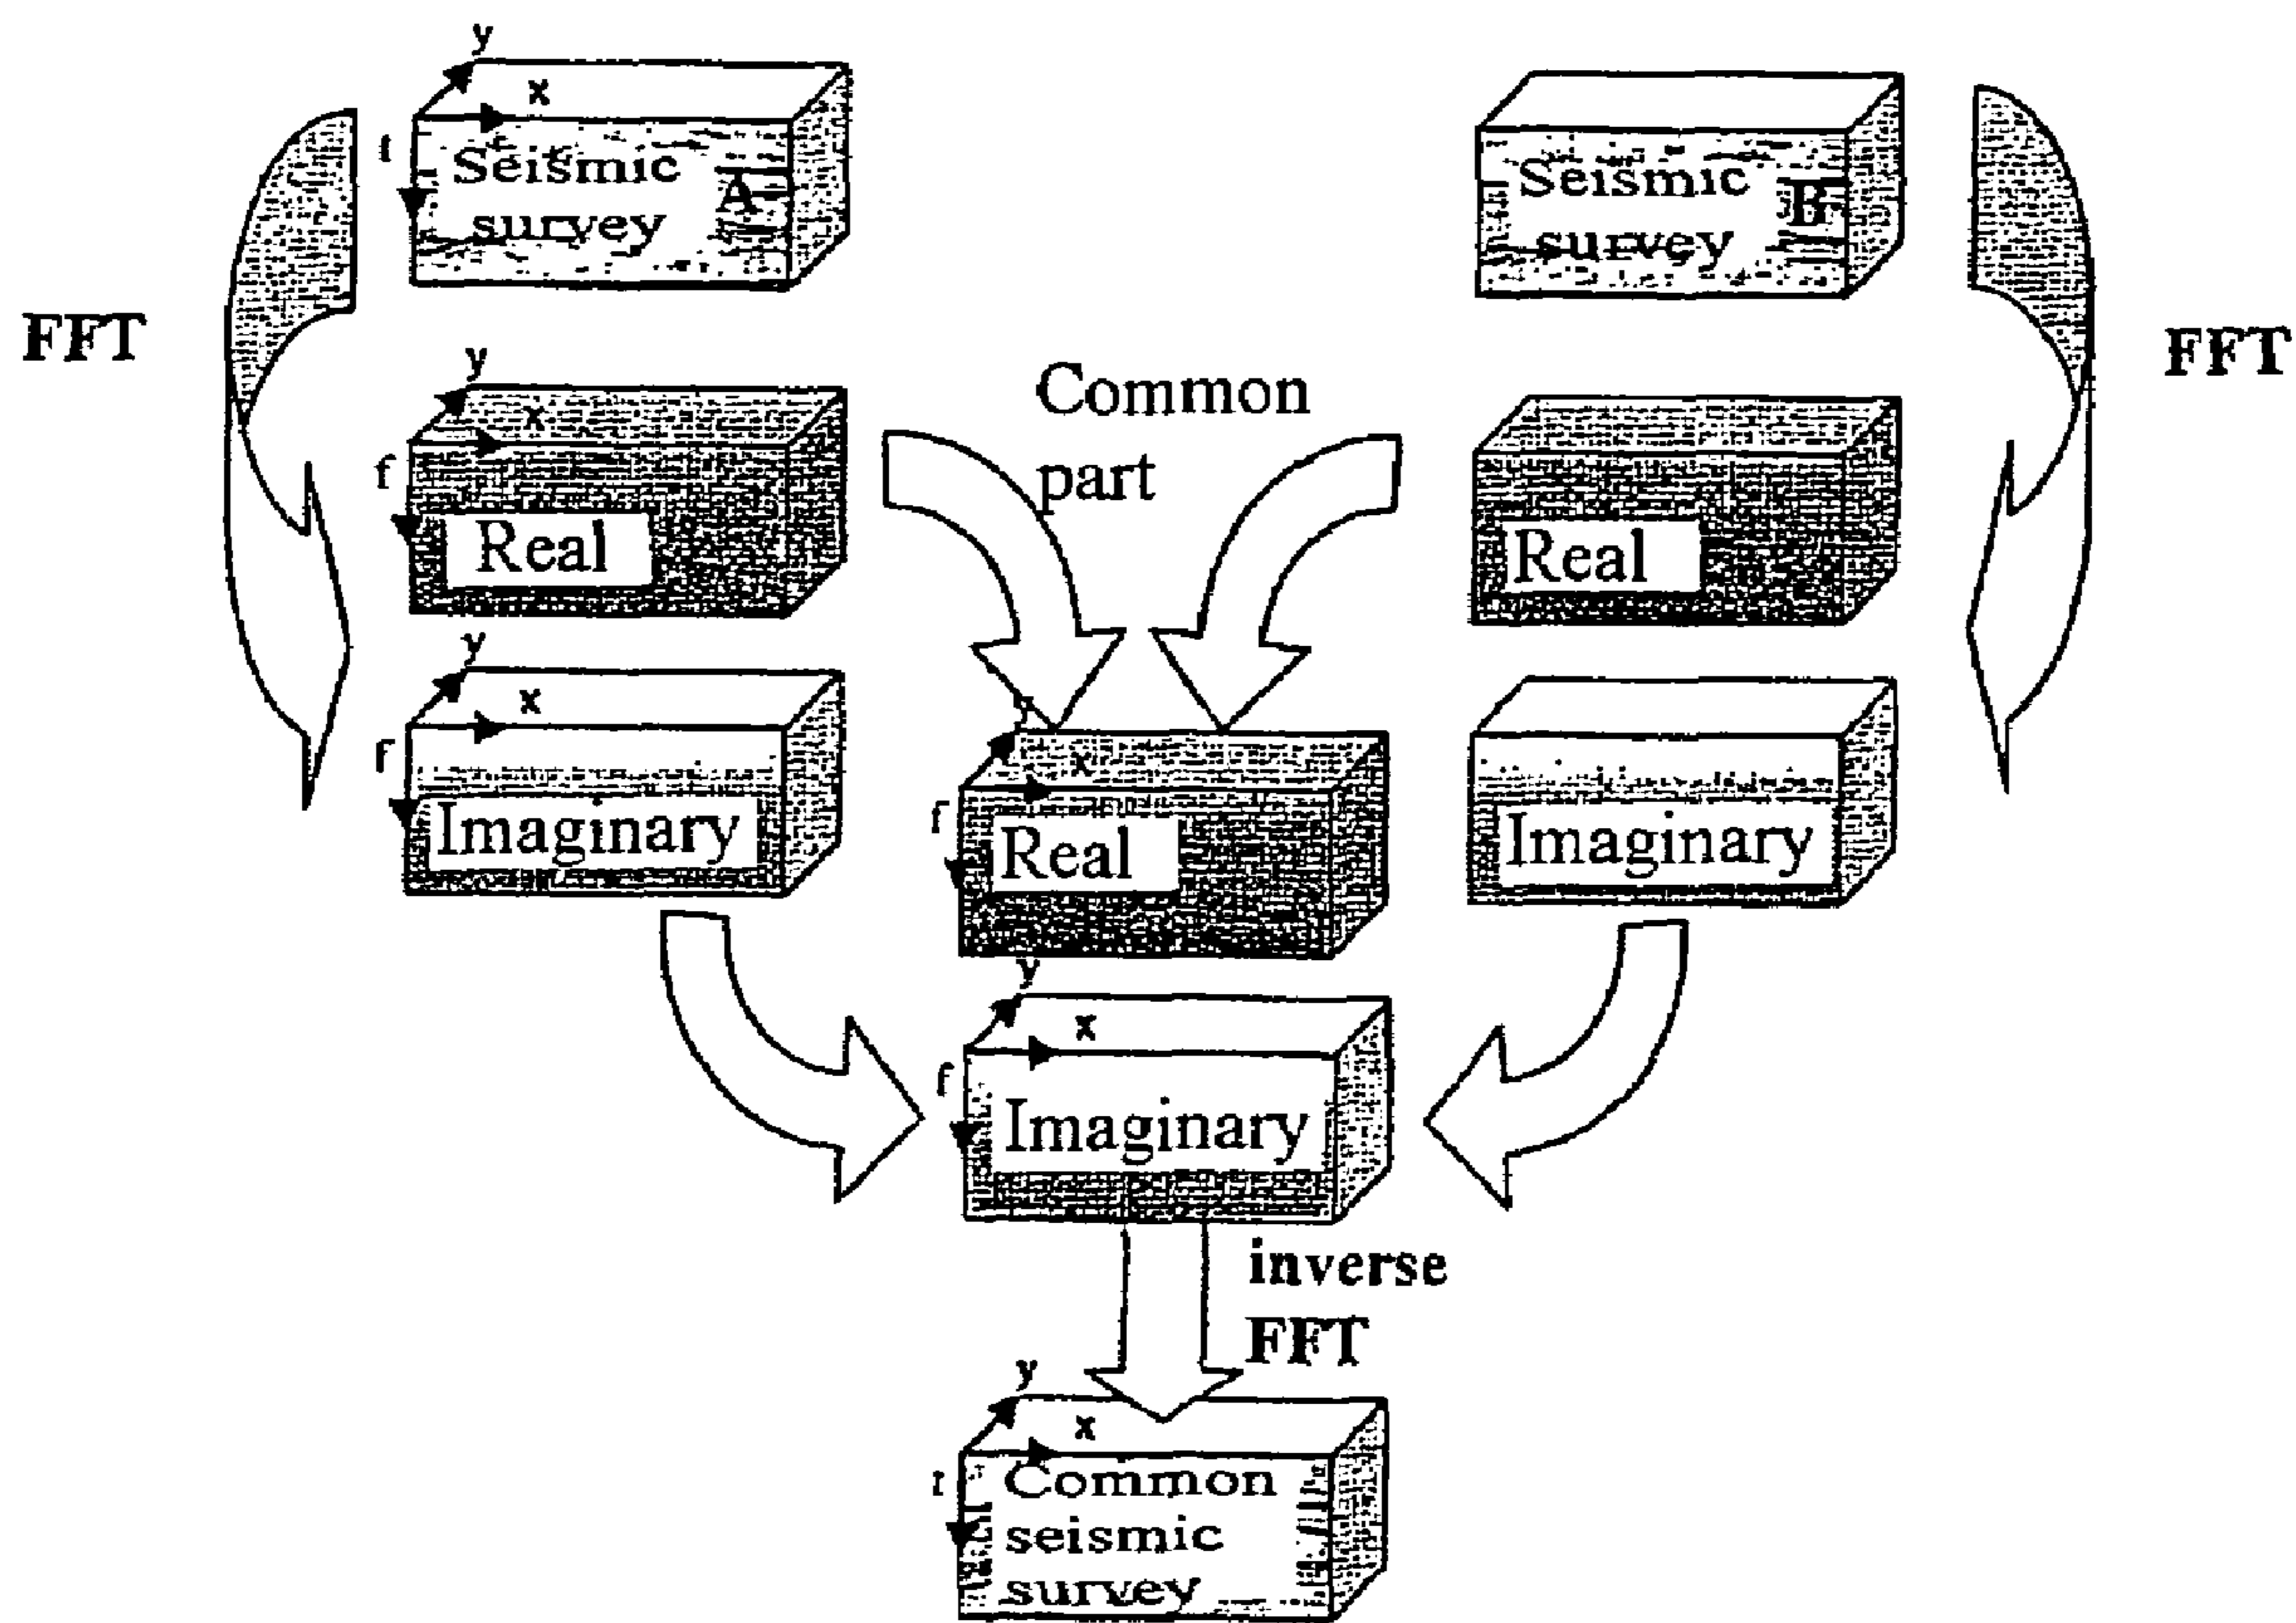 y
x
t
Seismic
survey
A
Seismic
survey
B
FFT
FFT
y
x
f
Real
Common
part
Real
y
x
f
Imaginary
y
x
f
Real
Imaginary
y
x
f
Imaginary
inverse
FFT
y
x
t
Common
seismic
survey